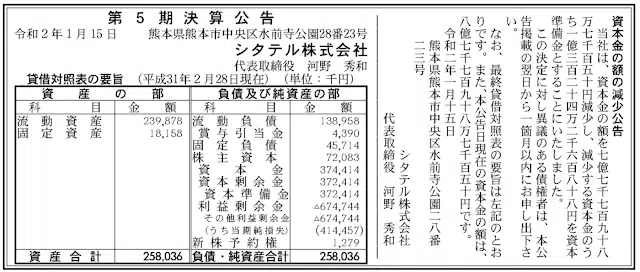 資本金の額の減少公告
当社は、資本金の額を七億七千七百九十八
万七千百五十円減少し、減少する資本金のう
ち一億三百二十四万二千六百八十八円を資本
準備金とすることにいたしました。
この決定に対し異議のある債権者は、本公
告掲載の翌日から一箇月以内にお申し出下さ
い。
なお、最終貸借対照表の要旨は左記のとお
りです。また、本公告日現在の資本金の額は、
八億七千七百九十八万七千百五十円です。
令和二年一月十五日
熊本県熊本市中央区水前寺公園二八番
二三号
シタテル株式会社
代表取締役 河野 秀和
第5期決算公告
令和2年1月15日 熊本県熊本市中央区水前寺公園28番23号
シタテル株式会社
代表取締役 河野 秀和
貸借対照表の要旨 (平成31年2月28日現在) (単位：千円)
資産の部
科目 金額
流動資産 239,878
固定資産 18,158
資産合計 258,036
負債及び純資産の部
科目 金額
流動負債 138,958
賞与引当金 4,390
固定負債 45,714
株主資本 72,083
資本金 374,414
資本剰余金 372,414
資本準備金 372,414
利益剰余金 △674,744
その他利益剰余金 △674,744
(うち当期純損失) (414,457)
新株予約権 1,279
負債・純資産合計 258,036